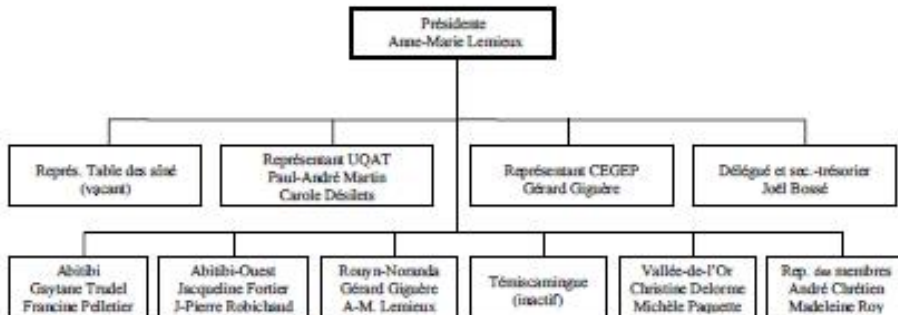 Présidente
Anne-Marie Lemieux
Représ. Table des aîné
(vacant)
Représentant UQAT
Paul-André Martin
Carole Désilets
Représentant CEGEP
Gérard Giguère
Délégué et sec.-trésorier
Joël Bossé
Abitibi
Gaytane Trudel
Francine Pelletier
Abitibi-Ouest
Jacqueline Fortier
J-Pierre Robichaud
Rouyn-Noranda
Gérard Giguère
A-M. Lemieux
Témiscamingue
(inactif)
Vallée-de-l'Or
Christine Delorme
Michèle Paquette
Rep. des membres
André Chrétien
Madeleine Roy